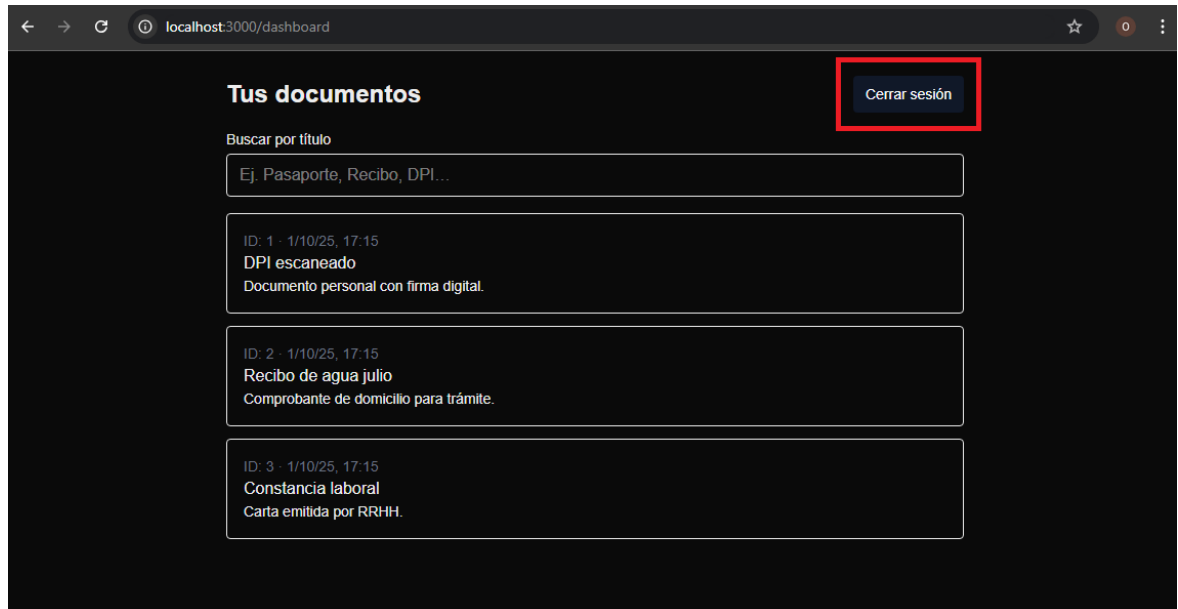 localhost:3000/dashboard
O
Tus documentos
Cerrar sesión
Buscar por título
Ej. Pasaporte, Recibo, DPI...
ID: 1 · 1/10/25, 17:15
DPI escaneado
Documento personal con firma digital.
ID: 2 · 1/10/25, 17:15
Recibo de agua julio
Comprobante de domicilio para trámite.
ID: 3 · 1/10/25, 17:15
Constancia laboral
Carta emitida por RRHH.